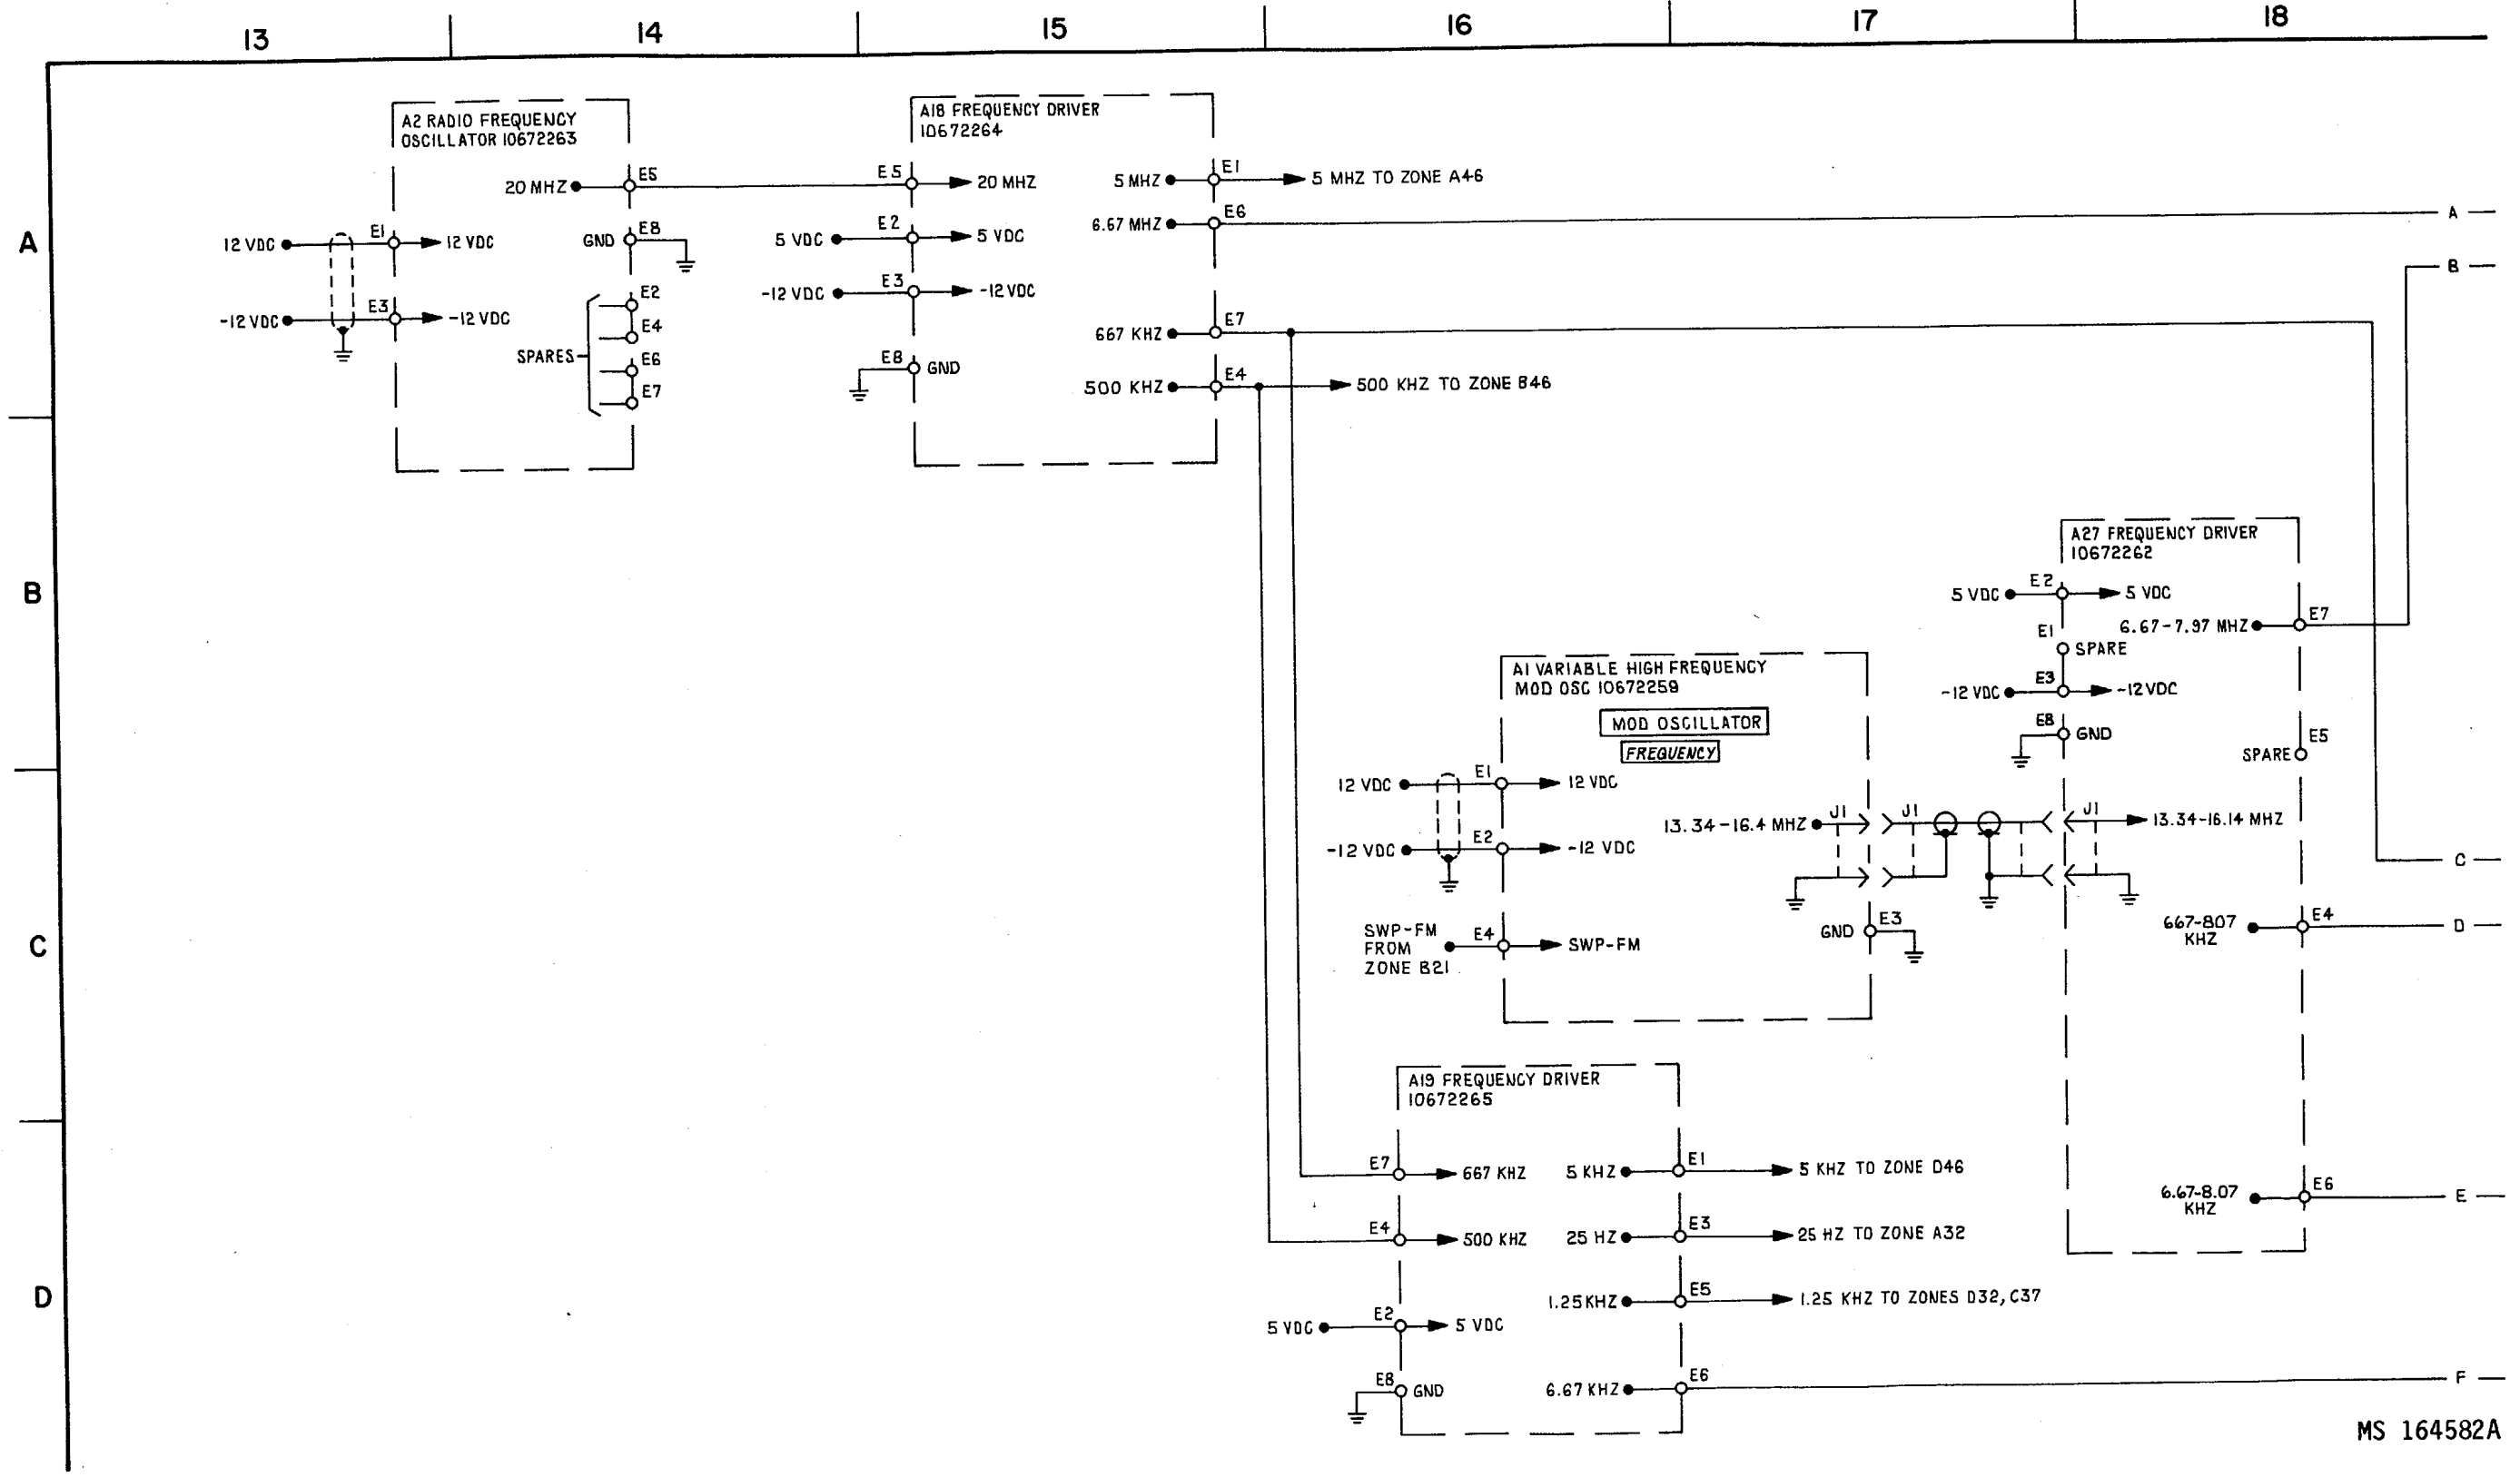 13
14
15
16
17
18
A
B
C
D
A2 RADIO FREQUENCY
OSCILLATOR 10672263
20 MHZ
E5
12 VDC
E1
12 VDC
GND
E8
-12 VDC
E3
-12 VDC
SPARES
E2
E4
E6
E7
A18 FREQUENCY DRIVER
10672264
E5
20 MHZ
5 MHZ
E1
5 MHZ TO ZONE A46
6.67 MHZ
E6
A
5 VDC
E2
5 VDC
B
-12 VDC
E3
-12 VDC
667 KHZ
E7
E8
GND
500 KHZ
E4
500 KHZ TO ZONE B46
A27 FREQUENCY DRIVER
10672262
5 VDC
E2
5 VDC
6.67-7.97 MHZ
E7
E1
SPARE
-12 VDC
E3
-12 VDC
E8
GND
SPARE
E5
J1
13.34-16.14 MHZ
C
667-807
KHZ
E4
D
6.67-8.07
KHZ
E6
E
A1 VARIABLE HIGH FREQUENCY
MOD OSC 10672259
MOD OSCILLATOR
FREQUENCY
12 VDC
E1
12 VDC
13.34-16.4 MHZ
J1
J1
-12 VDC
E2
-12 VDC
SWP-FM
FROM
ZONE B21
E4
SWP-FM
GND
E3
A19 FREQUENCY DRIVER
10672265
E7
667 KHZ
5 KHZ
E1
5 KHZ TO ZONE D46
E4
500 KHZ
25 HZ
E3
25 HZ TO ZONE A32
1.25KHZ
E5
1.25 KHZ TO ZONES D32, C37
5 VDC
E2
5 VDC
E8
GND
6.67 KHZ
E6
F
MS 164582A